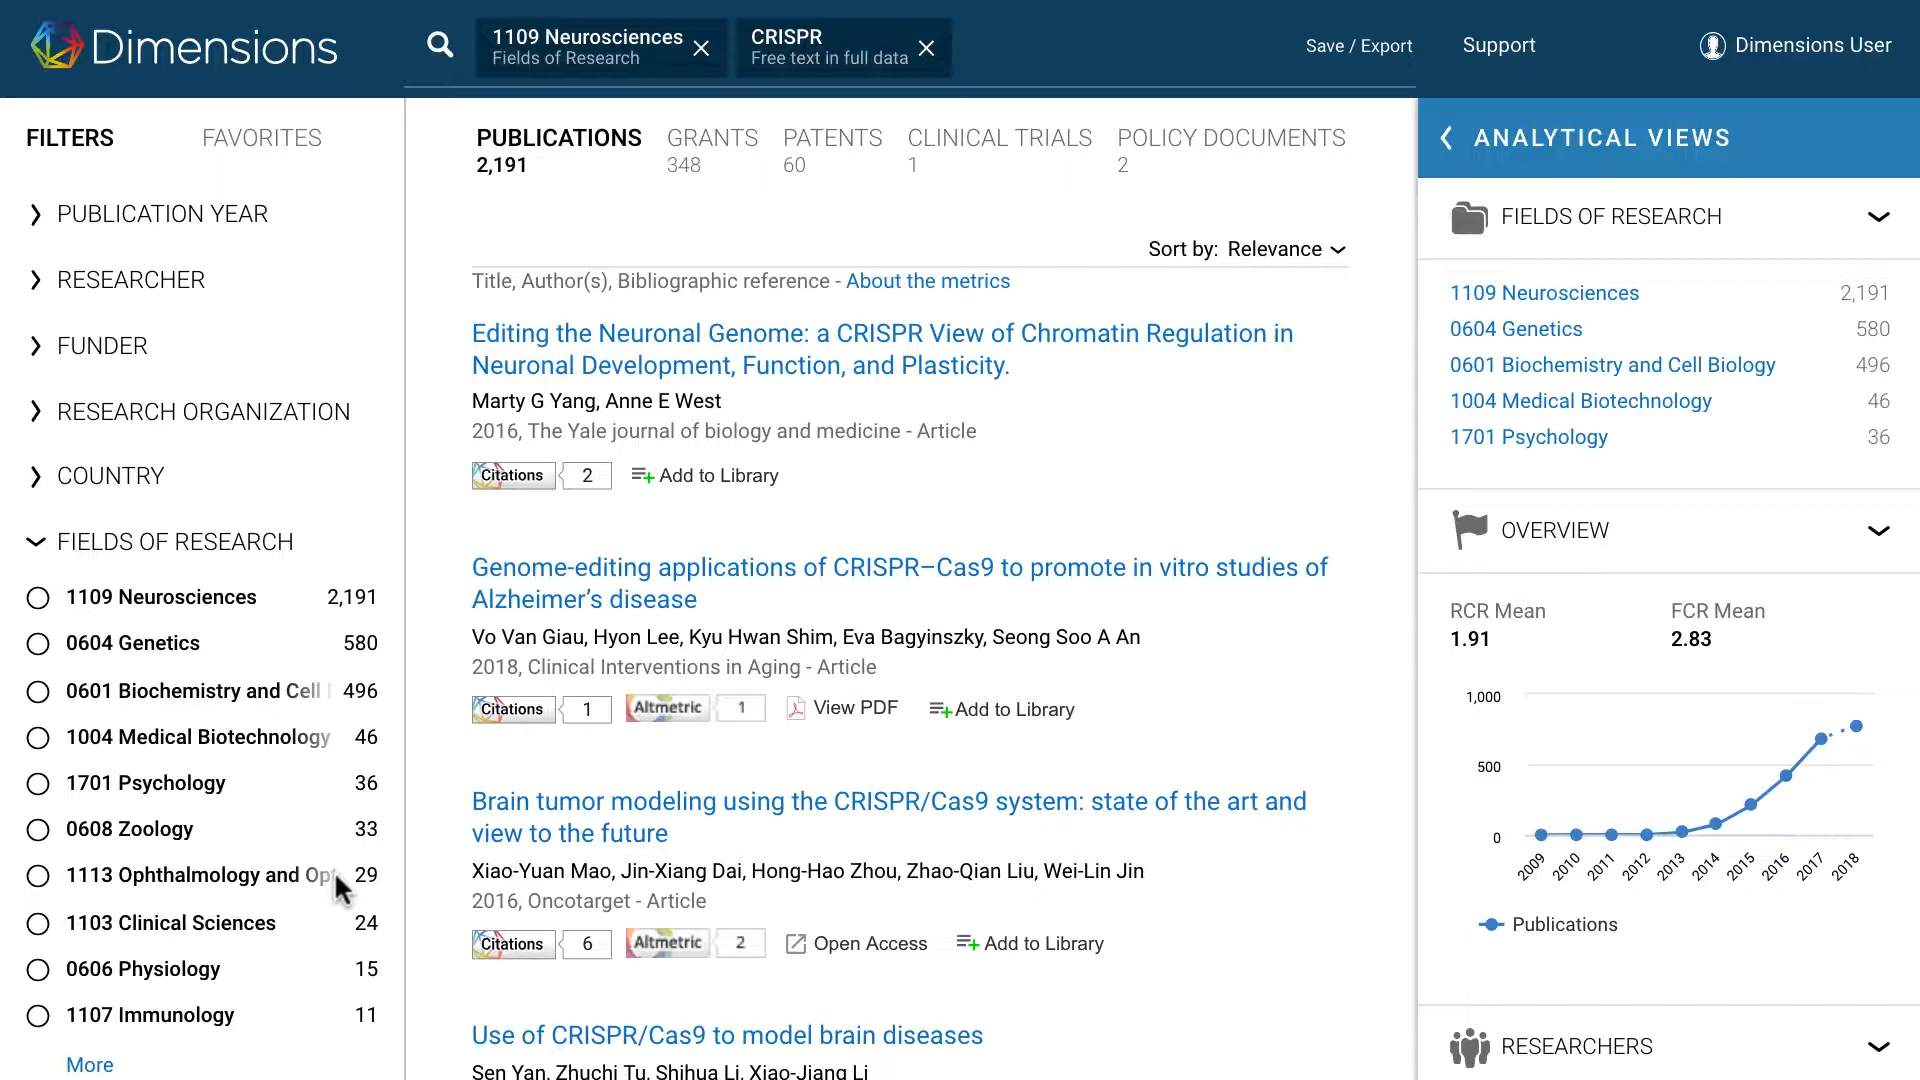 Dimensions
1109 Neurosciences
Fields of Research
CRISPR
Free text in full data
Save / Export
Support
Dimensions User
FILTERS
FAVORITES
PUBLICATION YEAR
RESEARCHER
FUNDER
RESEARCH ORGANIZATION
COUNTRY
FIELDS OF RESEARCH
1109 Neurosciences 2,191
0604 Genetics 580
0601 Biochemistry and Cell 496
1004 Medical Biotechnology 46
1701 Psychology 36
0608 Zoology 33
1113 Ophthalmology and Opt 29
1103 Clinical Sciences 24
0606 Physiology 15
1107 Immunology 11
More
PUBLICATIONS GRANTS PATENTS CLINICAL TRIALS POLICY DOCUMENTS
2,191 348 60 1 2
Sort by: Relevance
Title, Author(s), Bibliographic reference - About the metrics
Editing the Neuronal Genome: a CRISPR View of Chromatin Regulation in
Neuronal Development, Function, and Plasticity.
Marty G Yang, Anne E West
2016, The Yale journal of biology and medicine - Article
Citations 2 Add to Library
Genome-editing applications of CRISPR–Cas9 to promote in vitro studies of
Alzheimer’s disease
Vo Van Giau, Hyon Lee, Kyu Hwan Shim, Eva Bagyinszky, Seong Soo A An
2018, Clinical Interventions in Aging - Article
Citations 1 Altmetric 1 View PDF Add to Library
Brain tumor modeling using the CRISPR/Cas9 system: state of the art and
view to the future
Xiao-Yuan Mao, Jin-Xiang Dai, Hong-Hao Zhou, Zhao-Qian Liu, Wei-Lin Jin
2016, Oncotarget - Article
Citations 6 Altmetric 2 Open Access Add to Library
Use of CRISPR/Cas9 to model brain diseases
Sen Yan, Zhuchi Tu, Shihua Li, Xiao-Jiang Li
ANALYTICAL VIEWS
FIELDS OF RESEARCH
1109 Neurosciences 2,191
0604 Genetics 580
0601 Biochemistry and Cell Biology 496
1004 Medical Biotechnology 46
1701 Psychology 36
OVERVIEW
RCR Mean FCR Mean
1.91 2.83
1,000
500
0
2009 2010 2011 2012 2013 2014 2015 2016 2017 2018
Publications
RESEARCHERS